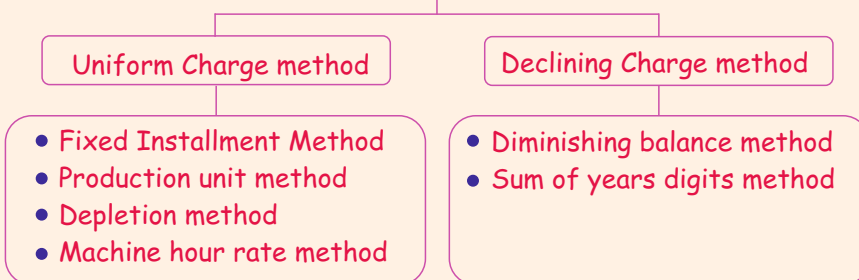 Uniform Charge method
Declining Charge method
Fixed Installment Method
Production unit method
Depletion method
Machine hour rate method
Diminishing balance method
Sum of years digits method